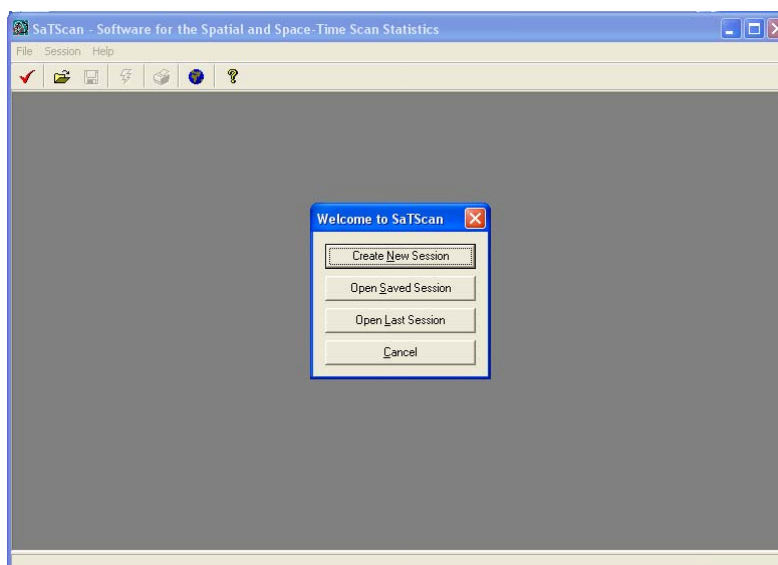 SaTScan - Software for the Spatial and Space-Time Scan Statistics
File Session Help
Welcome to SaTScan
Create New Session
Open Saved Session
Open Last Session
Cancel